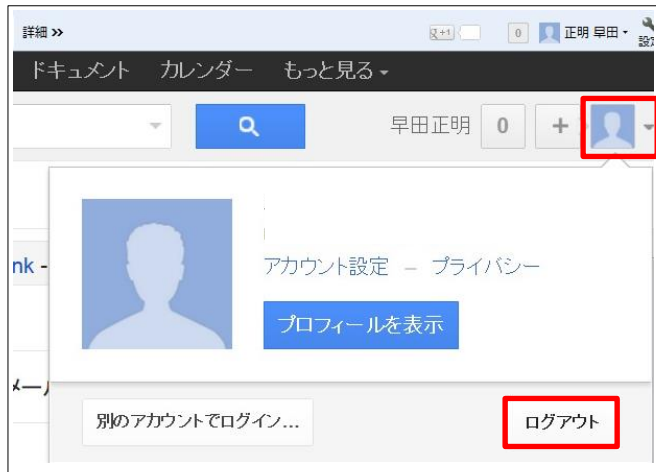 詳細 »
+1
0
正明 早田
ドキュメント カレンダー もっと見る
早田正明 0 +
nk -
アカウント設定 – プライバシー
プロフィールを表示
メール
別のアカウントでログイン... ログアウト